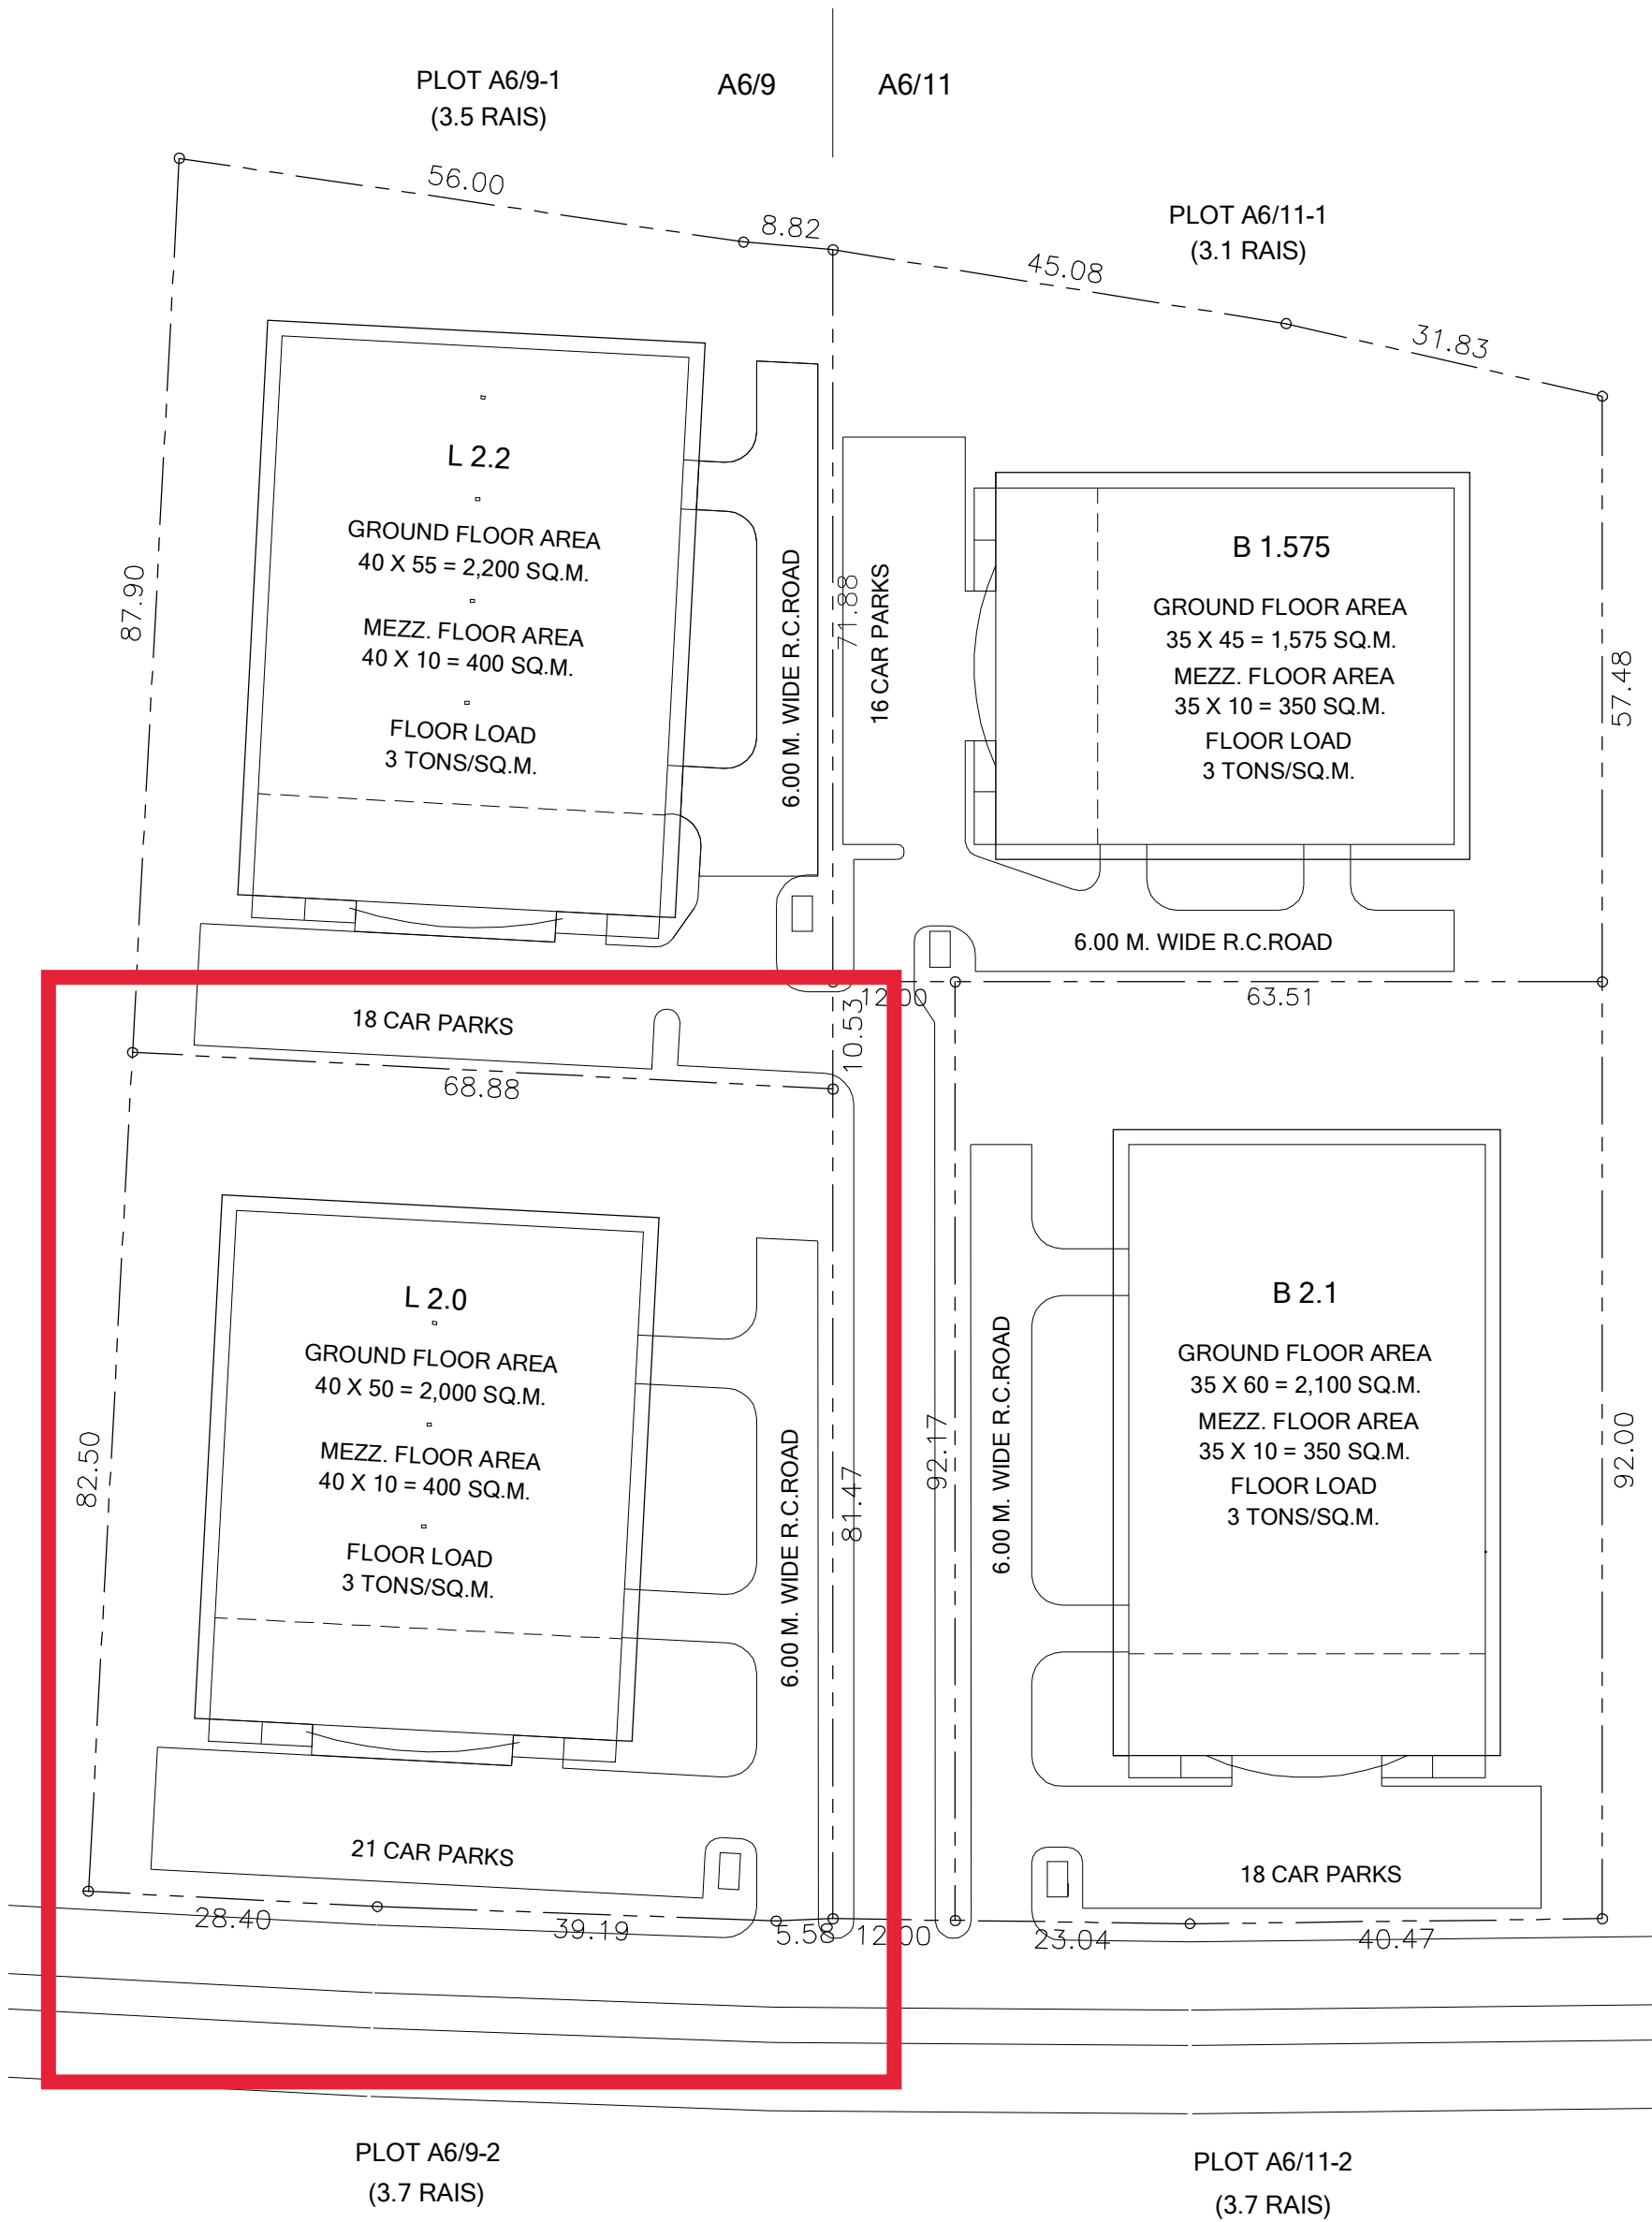 PLOT A6/9-1
(3.5 RAIS)
A6/9
A6/11
PLOT A6/11-1
(3.1 RAIS)
56.00
8.82
45.08
31.83
87.90
L 2.2
GROUND FLOOR AREA
40 X 55 = 2,200 SQ.M.
MEZZ. FLOOR AREA
40 X 10 = 400 SQ.M.
FLOOR LOAD
3 TONS/SQ.M.
6.00 M. WIDE R.C.ROAD
71.88
16 CAR PARKS
B 1.575
GROUND FLOOR AREA
35 X 45 = 1,575 SQ.M.
MEZZ. FLOOR AREA
35 X 10 = 350 SQ.M.
FLOOR LOAD
3 TONS/SQ.M.
57.48
6.00 M. WIDE R.C.ROAD
18 CAR PARKS
12.00
63.51
10.53
68.88
82.50
L 2.0
GROUND FLOOR AREA
40 X 50 = 2,000 SQ.M.
MEZZ. FLOOR AREA
40 X 10 = 400 SQ.M.
FLOOR LOAD
3 TONS/SQ.M.
6.00 M. WIDE R.C.ROAD
81.47
92.17
6.00 M. WIDE R.C.ROAD
B 2.1
GROUND FLOOR AREA
35 X 60 = 2,100 SQ.M.
MEZZ. FLOOR AREA
35 X 10 = 350 SQ.M.
FLOOR LOAD
3 TONS/SQ.M.
92.00
21 CAR PARKS
18 CAR PARKS
28.40
39.19
5.58
12.00
23.04
40.47
PLOT A6/9-2
(3.7 RAIS)
PLOT A6/11-2
(3.7 RAIS)